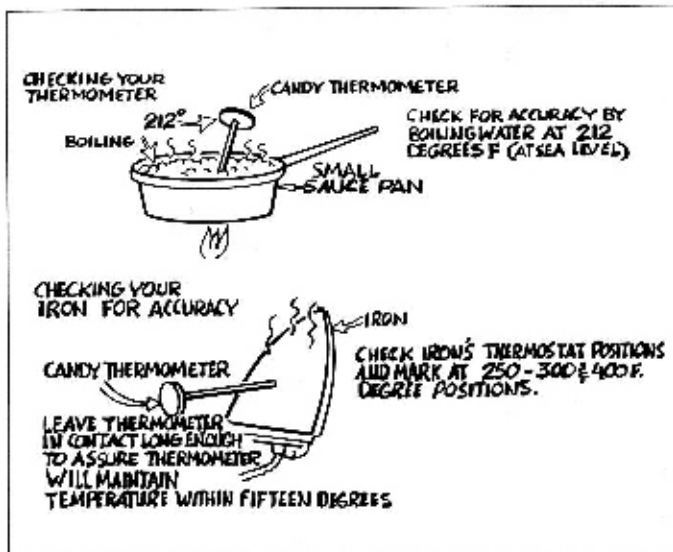 CHECKING YOUR
THERMOMETER
CANDY THERMOMETER
212°
BOILING
CHECK FOR ACCURACY BY
BOILING WATER AT 212
DEGREES F (AT SEA LEVEL)
SMALL
SAUCE PAN
CHECKING YOUR
IRON FOR ACCURACY
IRON
CHECK IRON'S THERMOSTAT POSITIONS
AND MARK AT 250-300 & 400 F.
DEGREE POSITIONS.
CANDY THERMOMETER
LEAVE THERMOMETER
IN CONTACT LONG ENOUGH
TO ASSURE THERMOMETER
WILL MAINTAIN
TEMPERATURE WITHIN FIFTEEN DEGREES